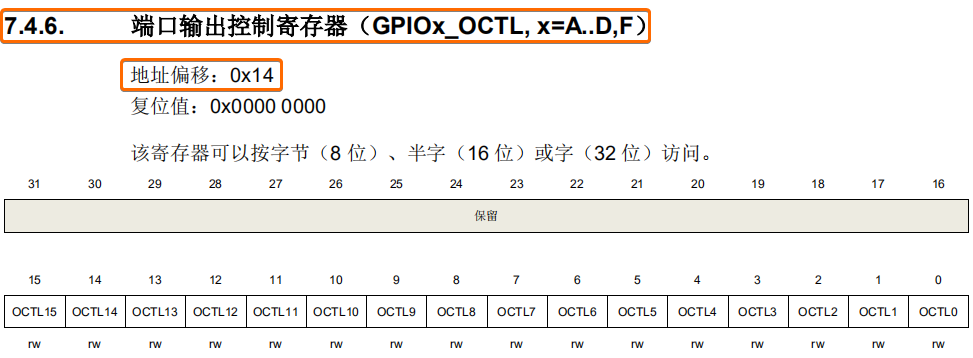 7.4.6. 端口输出控制寄存器（GPIOx_OCTL, x=A..D,F）
地址偏移：0x14
复位值：0x0000 0000
该寄存器可以按字节（8 位）、半字（16 位）或字（32 位）访问。
31 30 29 28 27 26 25 24 23 22 21 20 19 18 17 16
保留
15 14 13 12 11 10 9 8 7 6 5 4 3 2 1 0
OCTL15 OCTL14 OCTL13 OCTL12 OCTL11 OCTL10 OCTL9 OCTL8 OCTL7 OCTL6 OCTL5 OCTL4 OCTL3 OCTL2 OCTL1 OCTL0
rw rw rw rw rw rw rw rw rw rw rw rw rw rw rw rw